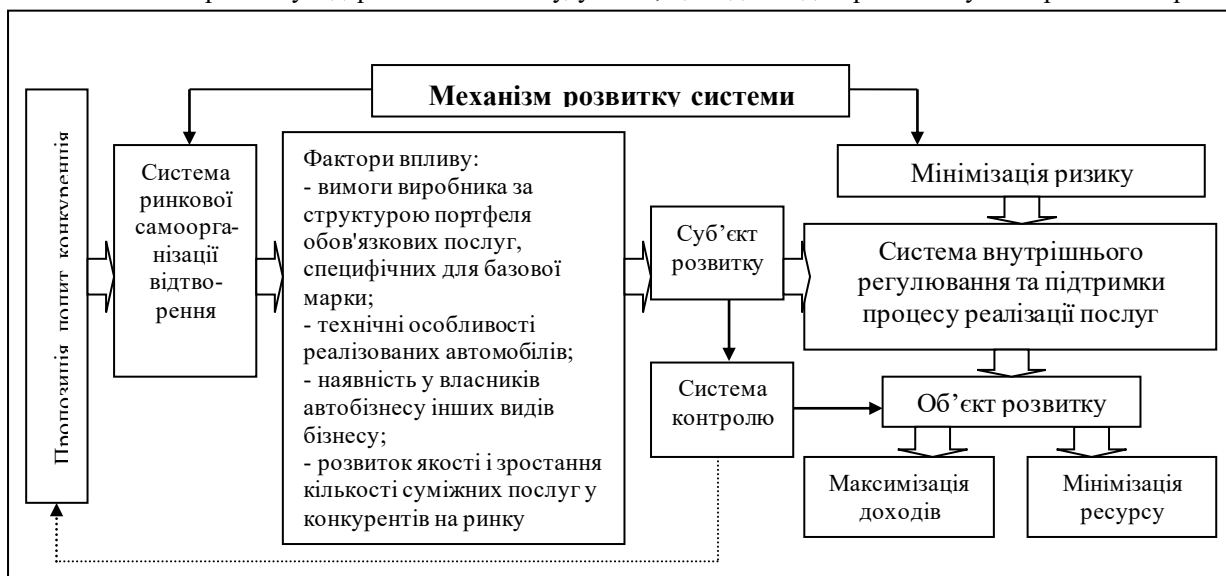 Механізм розвитку системи
Пропозиція попит конкуренція
Система
ринкової
самоорга-
нізації
відтво-
рення
Фактори впливу:
- вимоги виробника за
структурою портфеля
обов'язкових послуг,
специфічних для базової
марки;
- технічні особливості
реалізованих автомобілів;
- наявність у власників
автобізнесу інших видів
бізнесу;
- розвиток якості і зростання
кількості суміжних послуг у
конкурентів на ринку
Суб’єкт
розвитку
Система
контролю
Мінімізація ризику
Система внутрішнього
регулювання та підтримки
процесу реалізації послуг
Об’єкт розвитку
Максимізація
доходів
Мінімізація
ресурсу